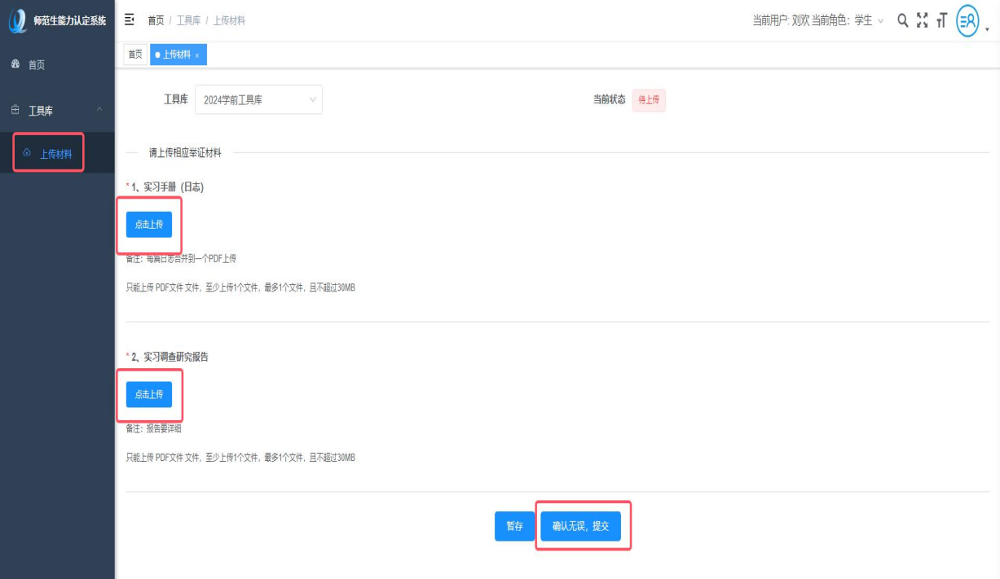 师范生能力认定系统
首页 / 工具库 / 上传材料
当前用户: 刘欢 当前角色: 学生
首页
上传材料 x
首页
工具库
上传材料
工具库
2024学前工具库
当前状态
待上传
请上传相应举证材料
* 1、实习手册（日志）
点击上传
备注：每篇日志合并到一个PDF上传
只能上传 PDF文件 文件，至少上传1个文件，最多1个文件，且不超过30MB
* 2、实习调查研究报告
点击上传
备注：报告要详细
只能上传 PDF文件 文件，至少上传1个文件，最多1个文件，且不超过30MB
暂存
确认无误，提交